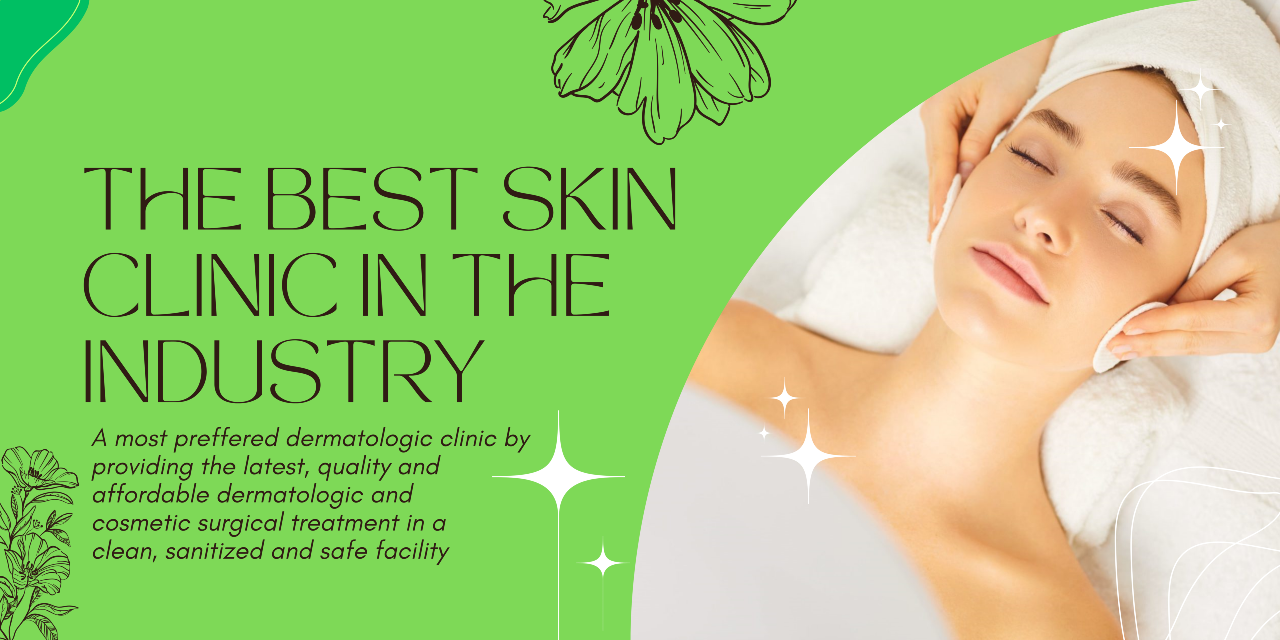 THE BEST SKIN
CLINIC IN THE
INDUSTRY
A most preffered dermatologic clinic by
providing the latest, quality and
affordable dermatologic and
cosmetic surgical treatment in a
clean, sanitized and safe facility